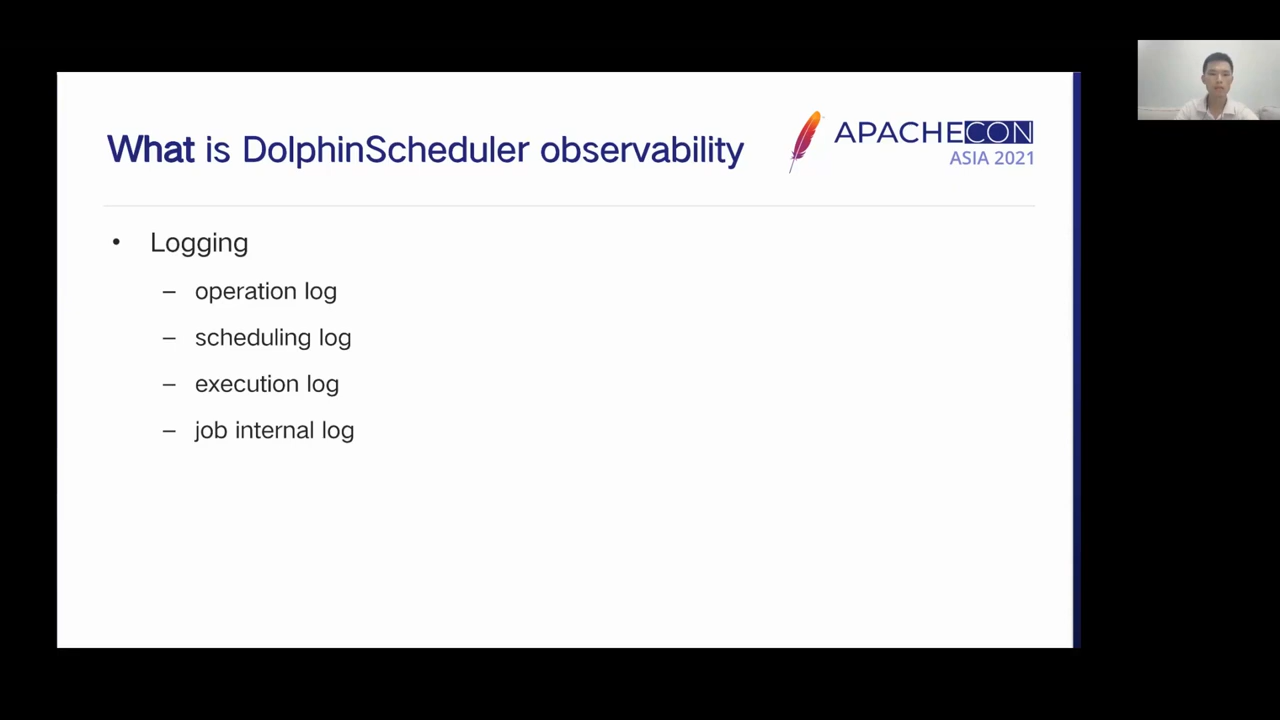 What is DolphinScheduler observability
APACHECON
ASIA 2021
• Logging
– operation log
– scheduling log
– execution log
– job internal log